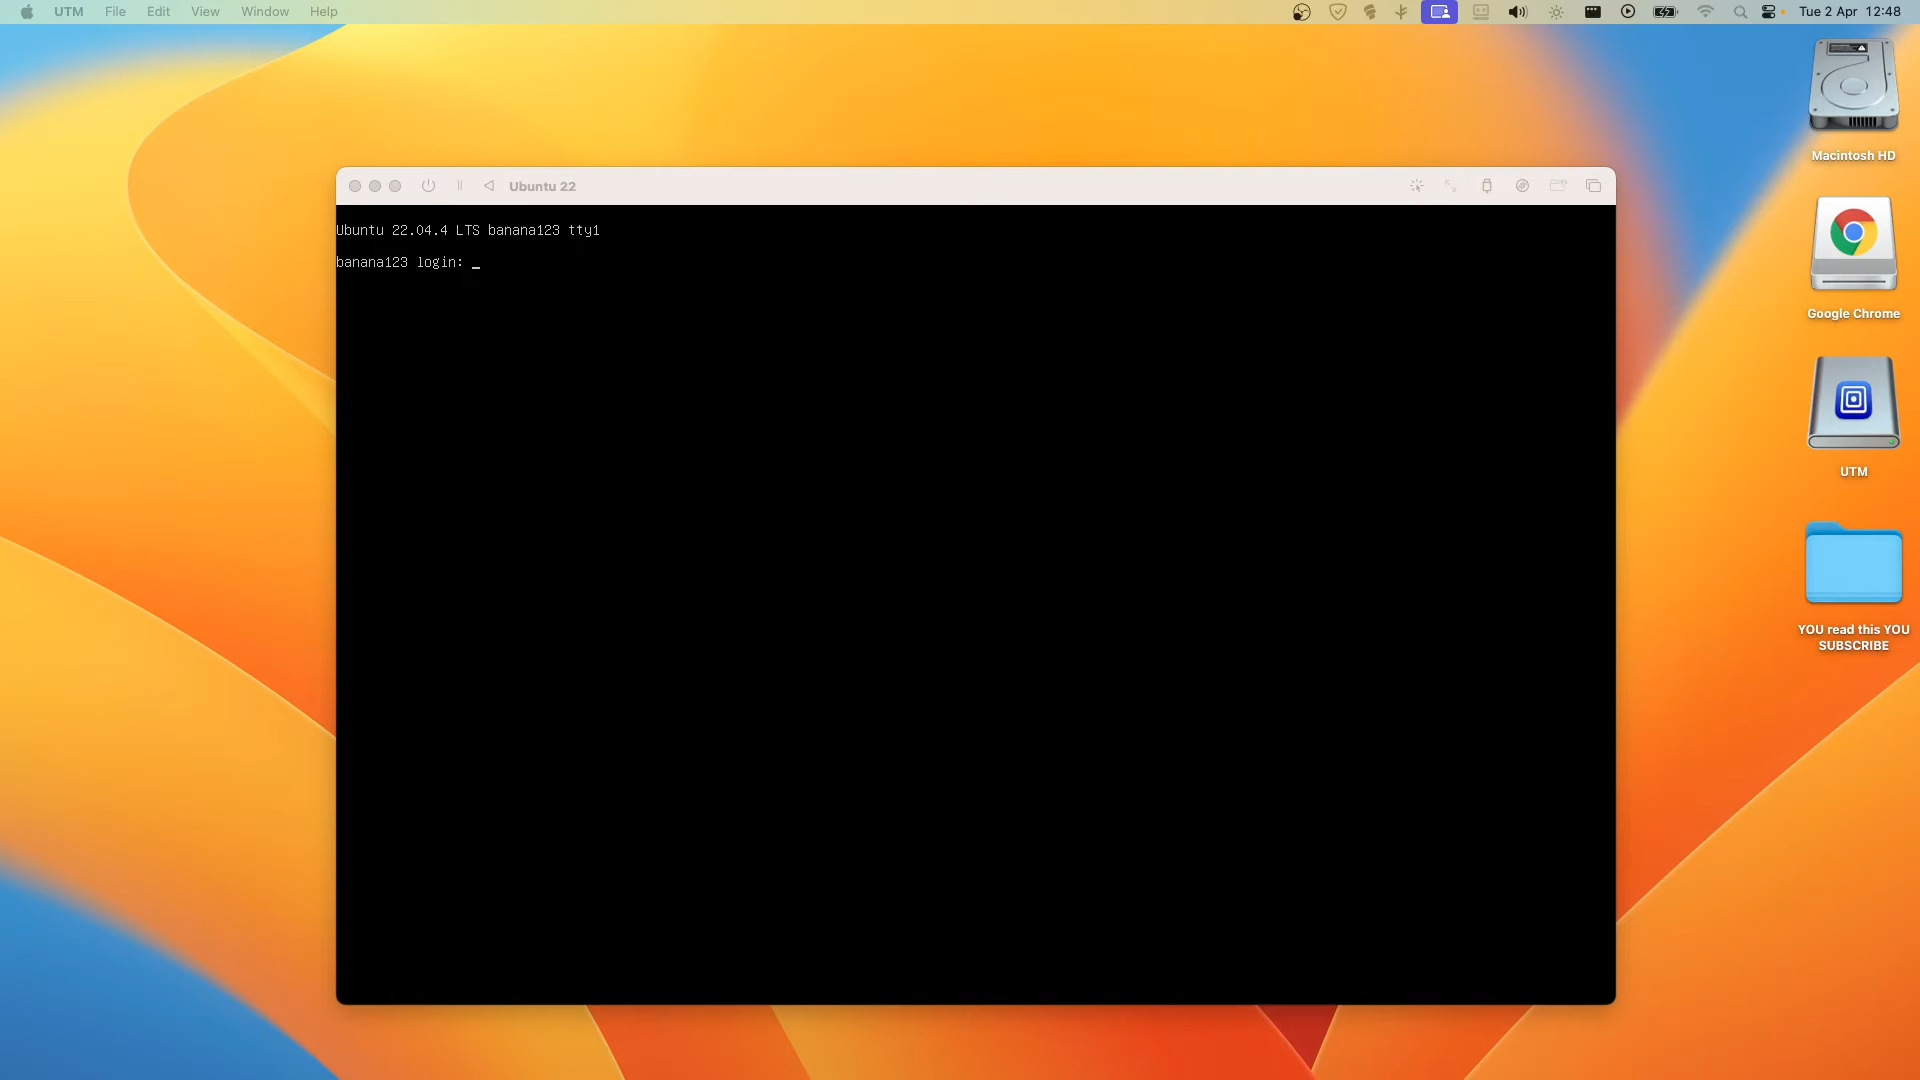 UTM File Edit View Window Help Tue 2 Apr 12:48
Macintosh HD
Ubuntu 22
Ubuntu 22.04.4 LTS banana123 tty1
banana123 login: _
Google Chrome
UTM
YOU read this YOU
SUBSCRIBE